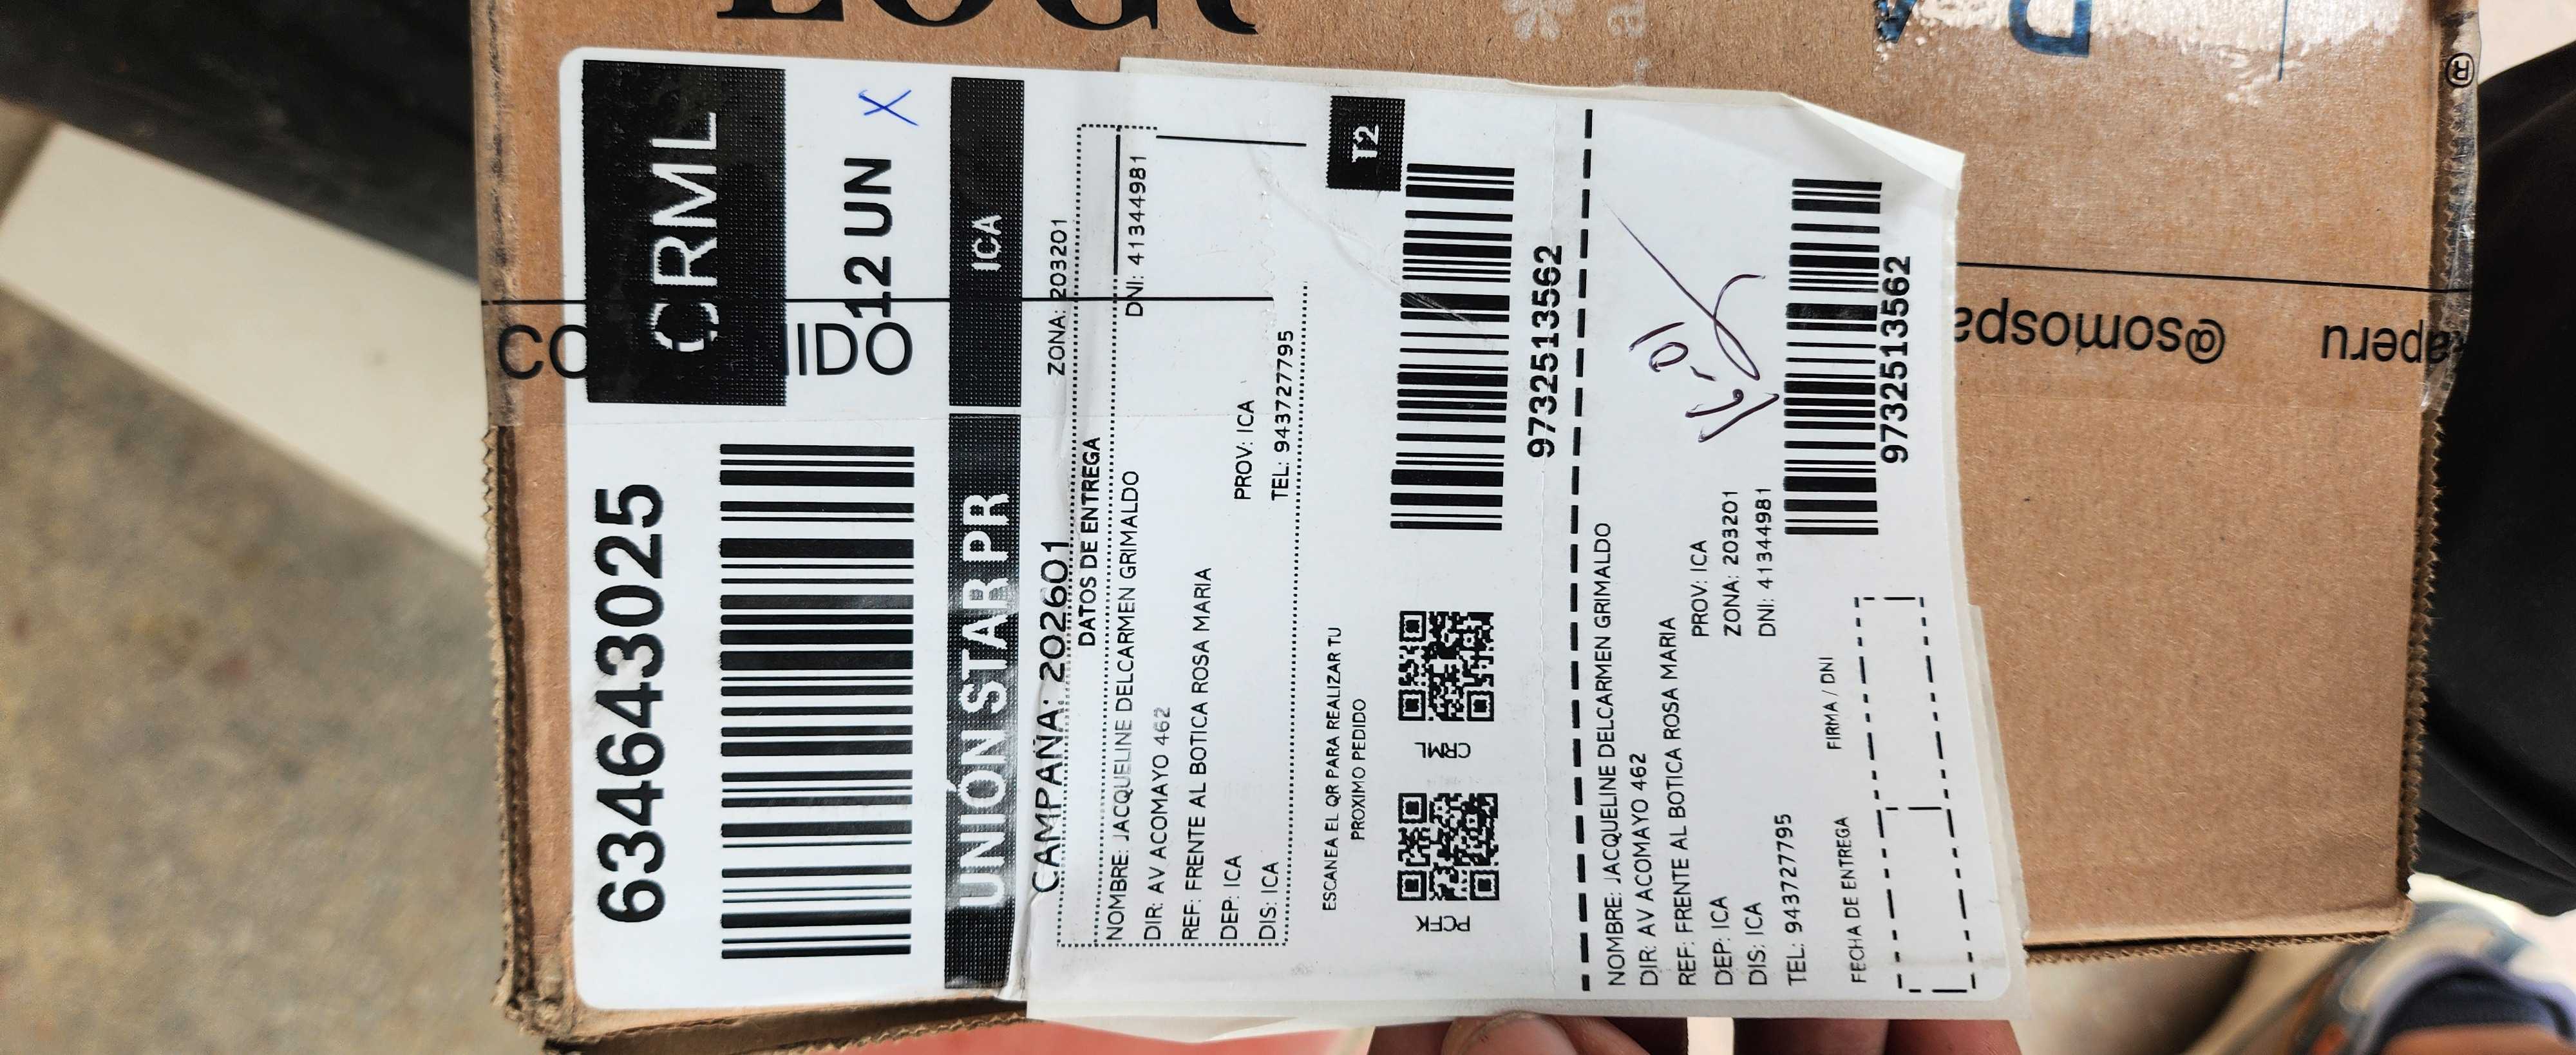 6346643025
CRML
12 UN X
CO
IIDO
UNIÓN STAR PR
ICA
CAMPAÑA: 202601
ZONA: 203201
DATOS DE ENTREGA
NOMBRE: JACQUELINE DELCARMEN GRIMALDO
DNI: 41344981
DIR: AV ACOMAYO 462
REF: FRENTE AL BOTICA ROSA MARIA
DEP: ICA
PROV: ICA
DIS: ICA
TEL: 943727795
ESCANEA EL QR PARA REALIZAR TU
PROXIMO PEDIDO
T2
PCFK
CRML
9732513562
NOMBRE: JACQUELINE DELCARMEN GRIMALDO
DIR: AV ACOMAYO 462
REF: FRENTE AL BOTICA ROSA MARIA
DEP: ICA
PROV: ICA
DIS: ICA
ZONA: 203201
TEL: 943727795
DNI: 41344981
FECHA DE ENTREGA
FIRMA / DNI
9732513562
@somospa
aperu